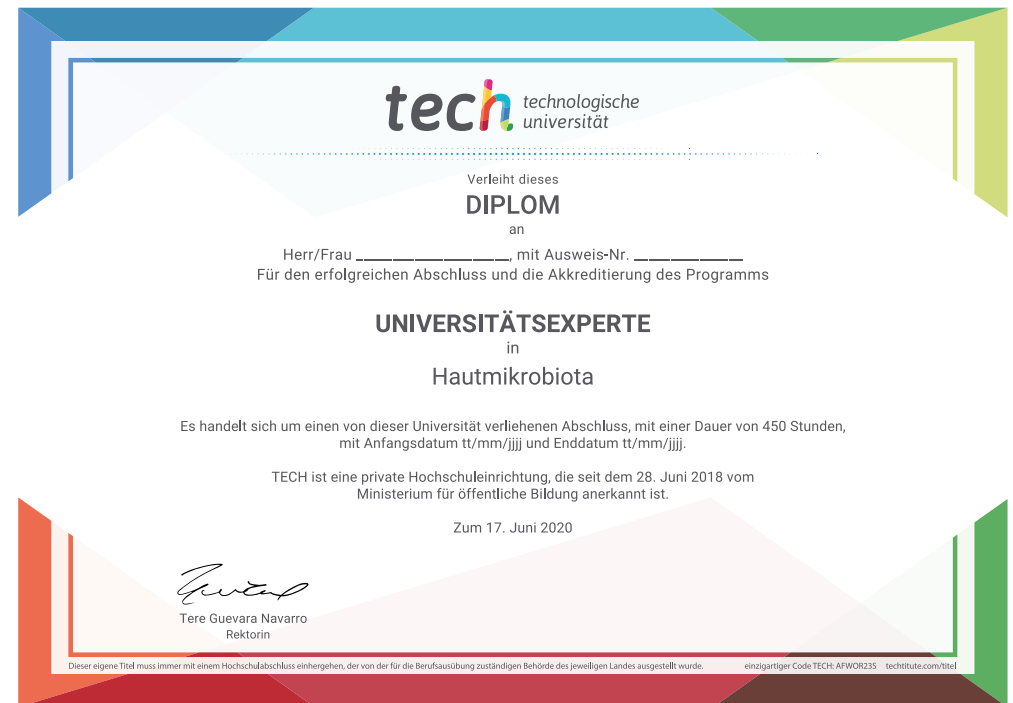 tech technologische
universität
Verleiht dieses
DIPLOM
an
Herr/Frau ____________________, mit Ausweis-Nr. ______________
Für den erfolgreichen Abschluss und die Akkreditierung des Programms
UNIVERSITÄTSEXPERTE
in
Hautmikrobiota
Es handelt sich um einen von dieser Universität verliehenen Abschluss, mit einer Dauer von 450 Stunden,
mit Anfangsdatum tt/mm/jjjj und Enddatum tt/mm/jjjj.
TECH ist eine private Hochschuleinrichtung, die seit dem 28. Juni 2018 vom
Ministerium für öffentliche Bildung anerkannt ist.
Zum 17. Juni 2020
Tere Guevara Navarro
Rektorin
Dieser eigene Titel muss immer mit einem Hochschulabschluss einhergehen, der von der für die Berufsausübung zuständigen Behörde des jeweiligen Landes ausgestellt wurde. einzigartiger Code TECH: AFWOR23S techtitute.com/titel